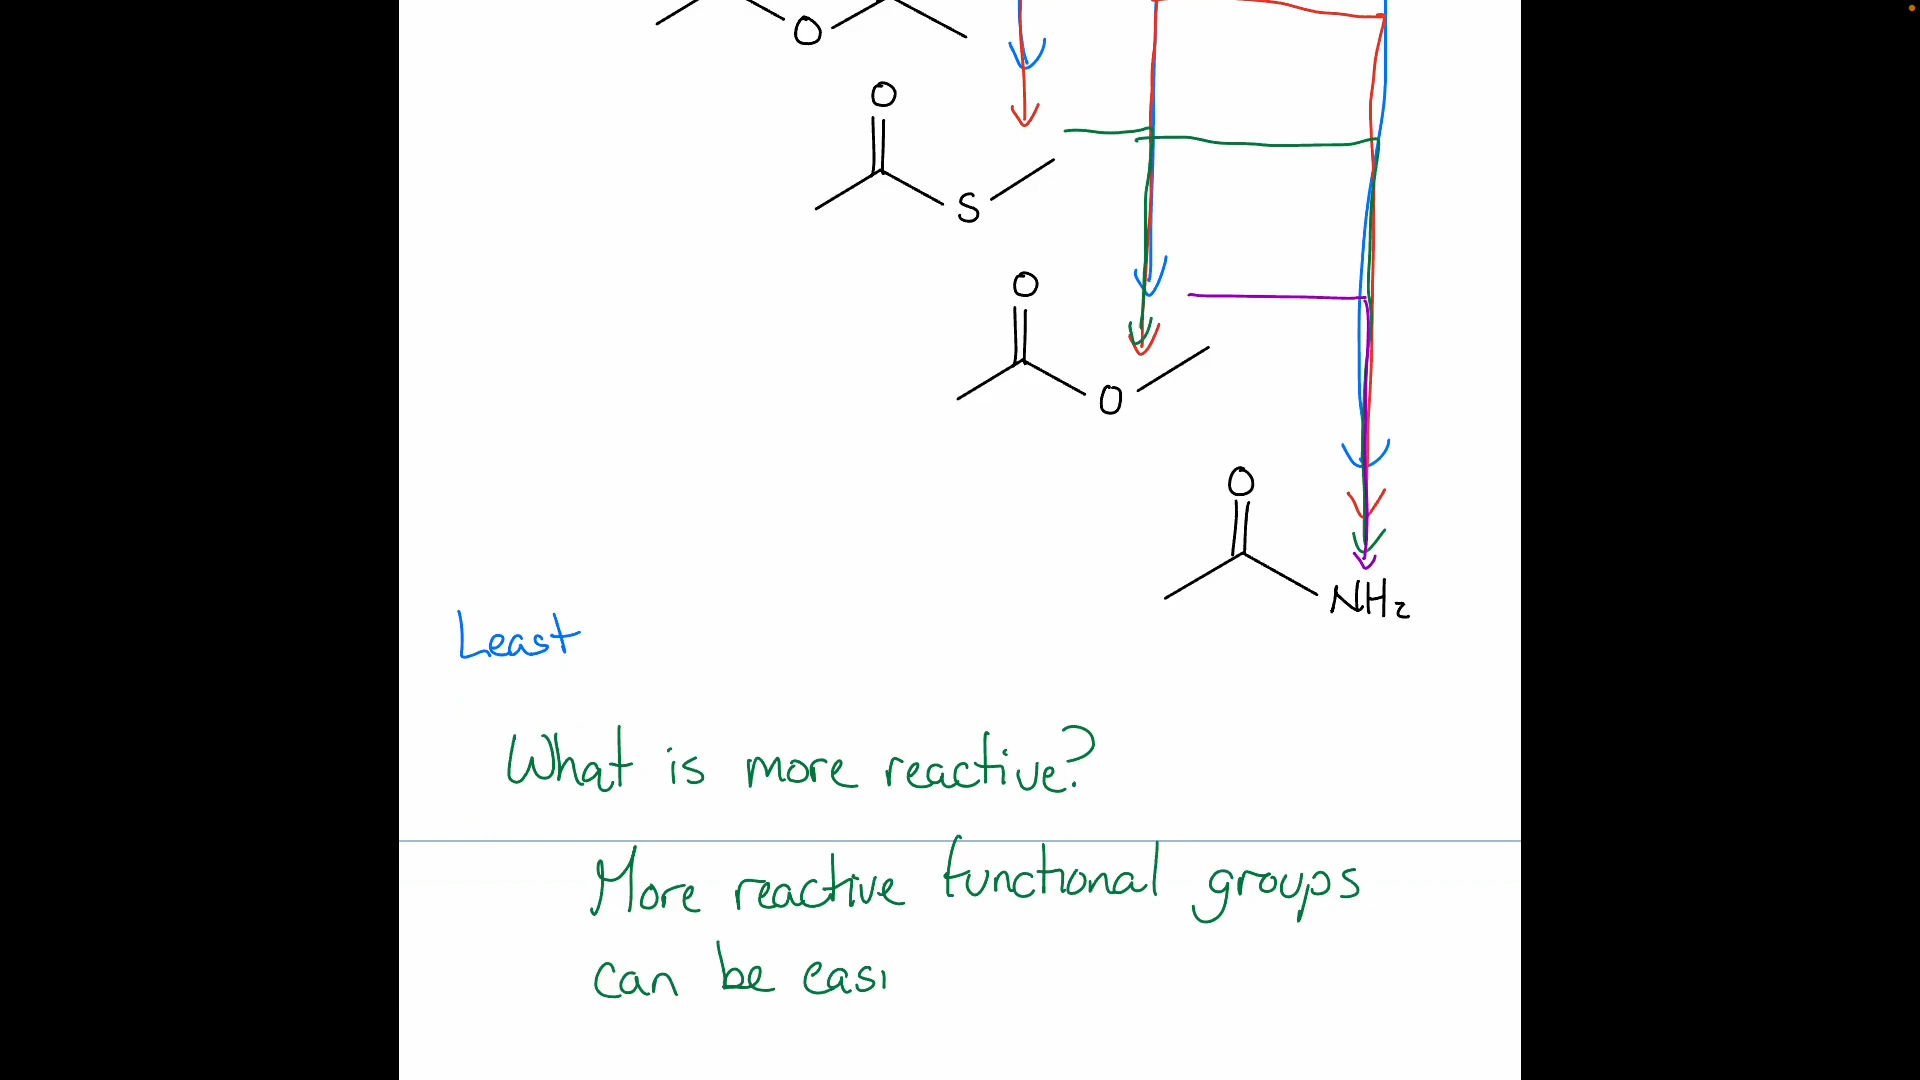 O
O
S
O
O
O
NH₂
Least
What is more reactive?
More reactive functional groups
can be easi